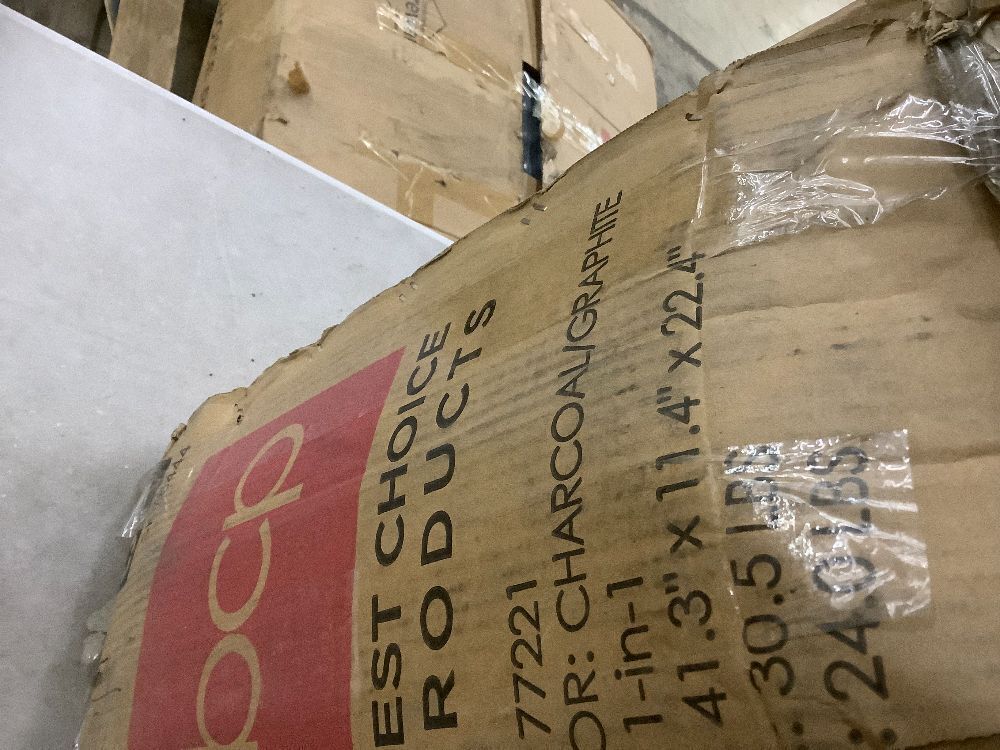 bcp
EST CHOICE
RODUCTS
77221
OR: CHARCOAL/GRAPHITE
1-in-1
41.3" x 11.4" x 22.4"
: 30.5 LBS
: 24.0 LBS